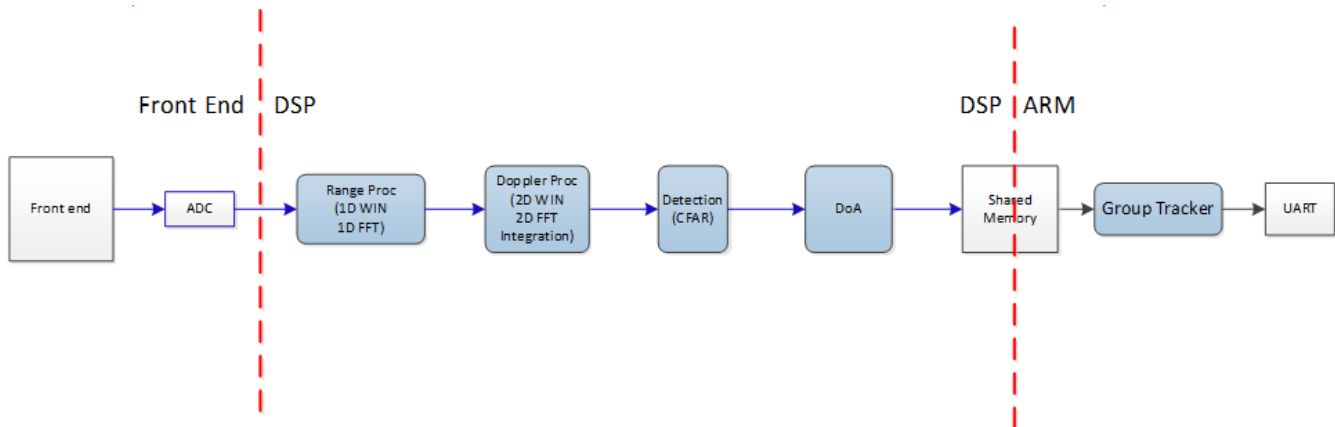 Front End
DSP
DSP
ARM
Front end
ADC
Range Proc
(1D WIN
1D FFT)
Doppler Proc
(2D WIN
2D FFT
Integration)
Detection
(CFAR)
DoA
Shared
Memory
Group Tracker
UART